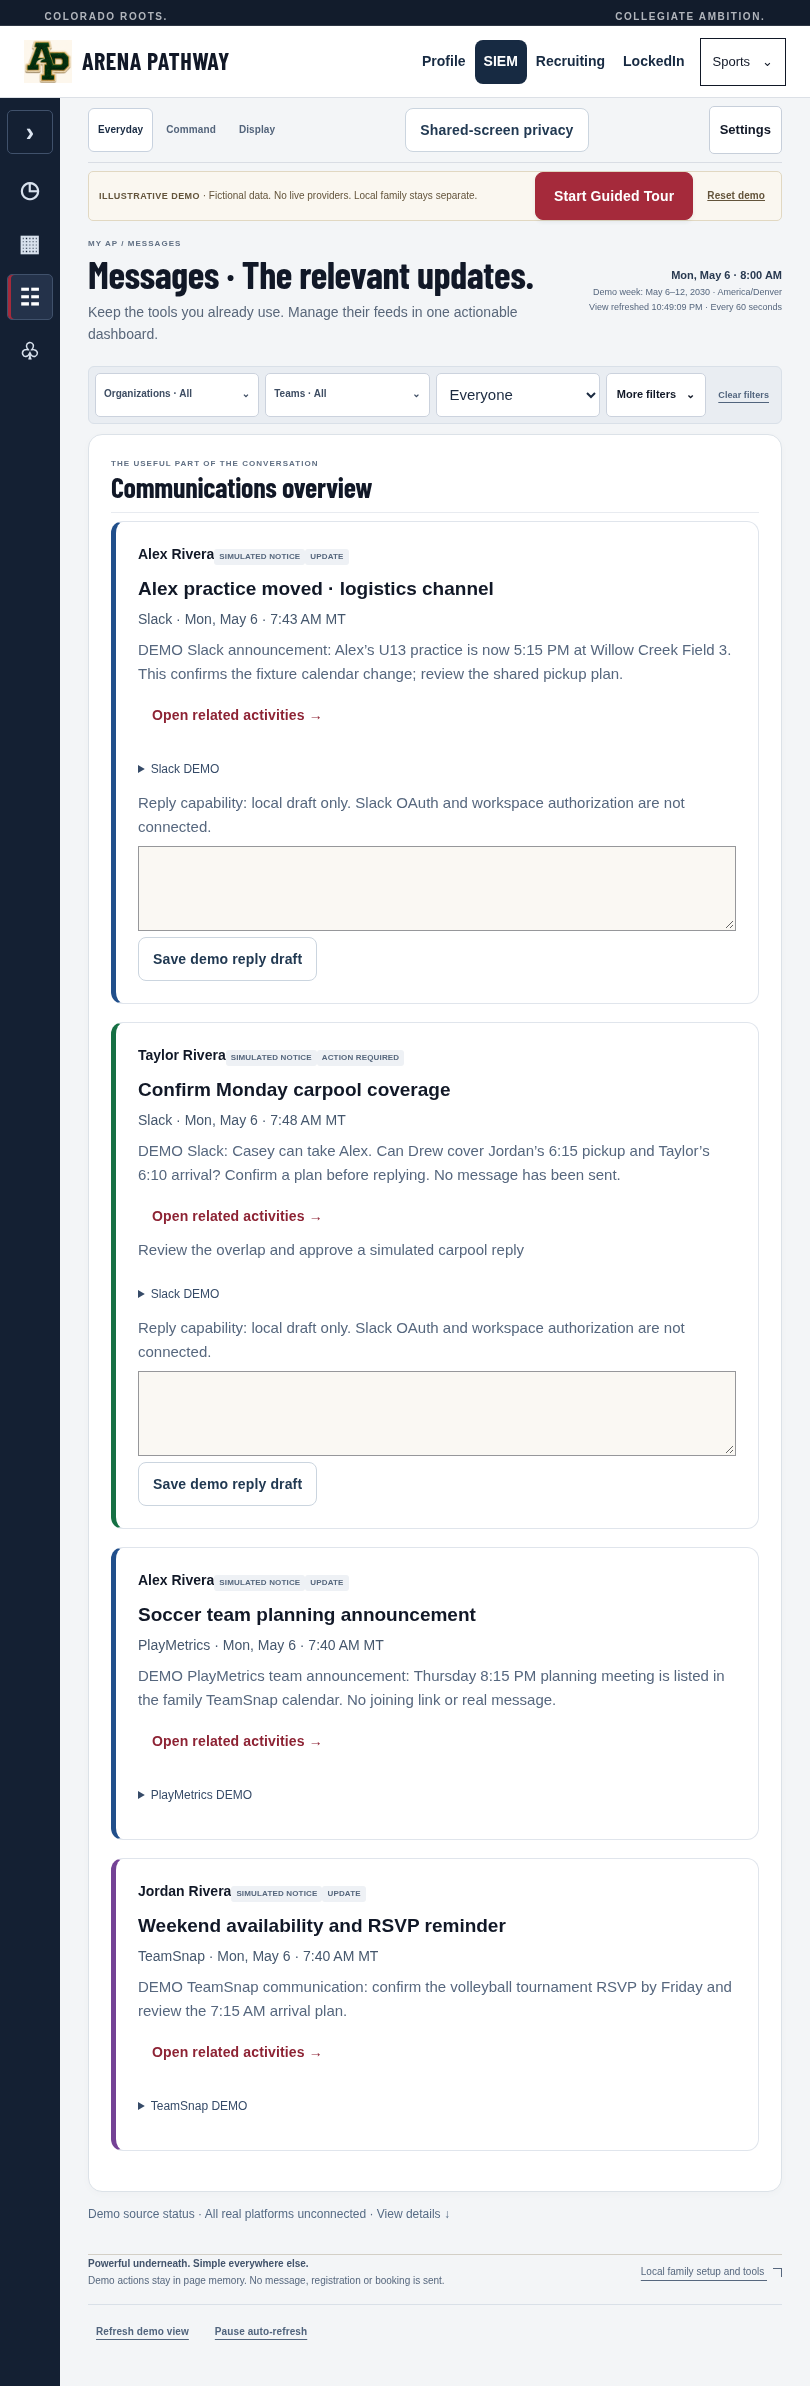 COLORADO ROOTS.
COLLEGIATE AMBITION.
AP
ARENA PATHWAY
Profile
SIEM
Recruiting
LockedIn
Sports
Everyday
Command
Display
Shared-screen privacy
Settings
ILLUSTRATIVE DEMO · Fictional data. No live providers. Local family stays separate.
Start Guided Tour
Reset demo
MY AP / MESSAGES
Messages · The relevant updates.
Keep the tools you already use. Manage their feeds in one actionable
dashboard.
Mon, May 6 · 8:00 AM
Demo week: May 6–12, 2030 · America/Denver
View refreshed 10:49:09 PM · Every 60 seconds
Organizations · All
Teams · All
Everyone
More filters
Clear filters
THE USEFUL PART OF THE CONVERSATION
Communications overview
Alex Rivera SIMULATED NOTICE UPDATE
Alex practice moved · logistics channel
Slack · Mon, May 6 · 7:43 AM MT
DEMO Slack announcement: Alex’s U13 practice is now 5:15 PM at Willow Creek Field 3.
This confirms the fixture calendar change; review the shared pickup plan.
Open related activities →
Slack DEMO
Reply capability: local draft only. Slack OAuth and workspace authorization are not
connected.
Save demo reply draft
Taylor Rivera SIMULATED NOTICE ACTION REQUIRED
Confirm Monday carpool coverage
Slack · Mon, May 6 · 7:48 AM MT
DEMO Slack: Casey can take Alex. Can Drew cover Jordan’s 6:15 pickup and Taylor’s
6:10 arrival? Confirm a plan before replying. No message has been sent.
Open related activities →
Review the overlap and approve a simulated carpool reply
Slack DEMO
Reply capability: local draft only. Slack OAuth and workspace authorization are not
connected.
Save demo reply draft
Alex Rivera SIMULATED NOTICE UPDATE
Soccer team planning announcement
PlayMetrics · Mon, May 6 · 7:40 AM MT
DEMO PlayMetrics team announcement: Thursday 8:15 PM planning meeting is listed in
the family TeamSnap calendar. No joining link or real message.
Open related activities →
PlayMetrics DEMO
Jordan Rivera SIMULATED NOTICE UPDATE
Weekend availability and RSVP reminder
TeamSnap · Mon, May 6 · 7:40 AM MT
DEMO TeamSnap communication: confirm the volleyball tournament RSVP by Friday and
review the 7:15 AM arrival plan.
Open related activities →
TeamSnap DEMO
Demo source status · All real platforms unconnected · View details ↓
Powerful underneath. Simple everywhere else.
Demo actions stay in page memory. No message, registration or booking is sent.
Local family setup and tools
Refresh demo view
Pause auto-refresh